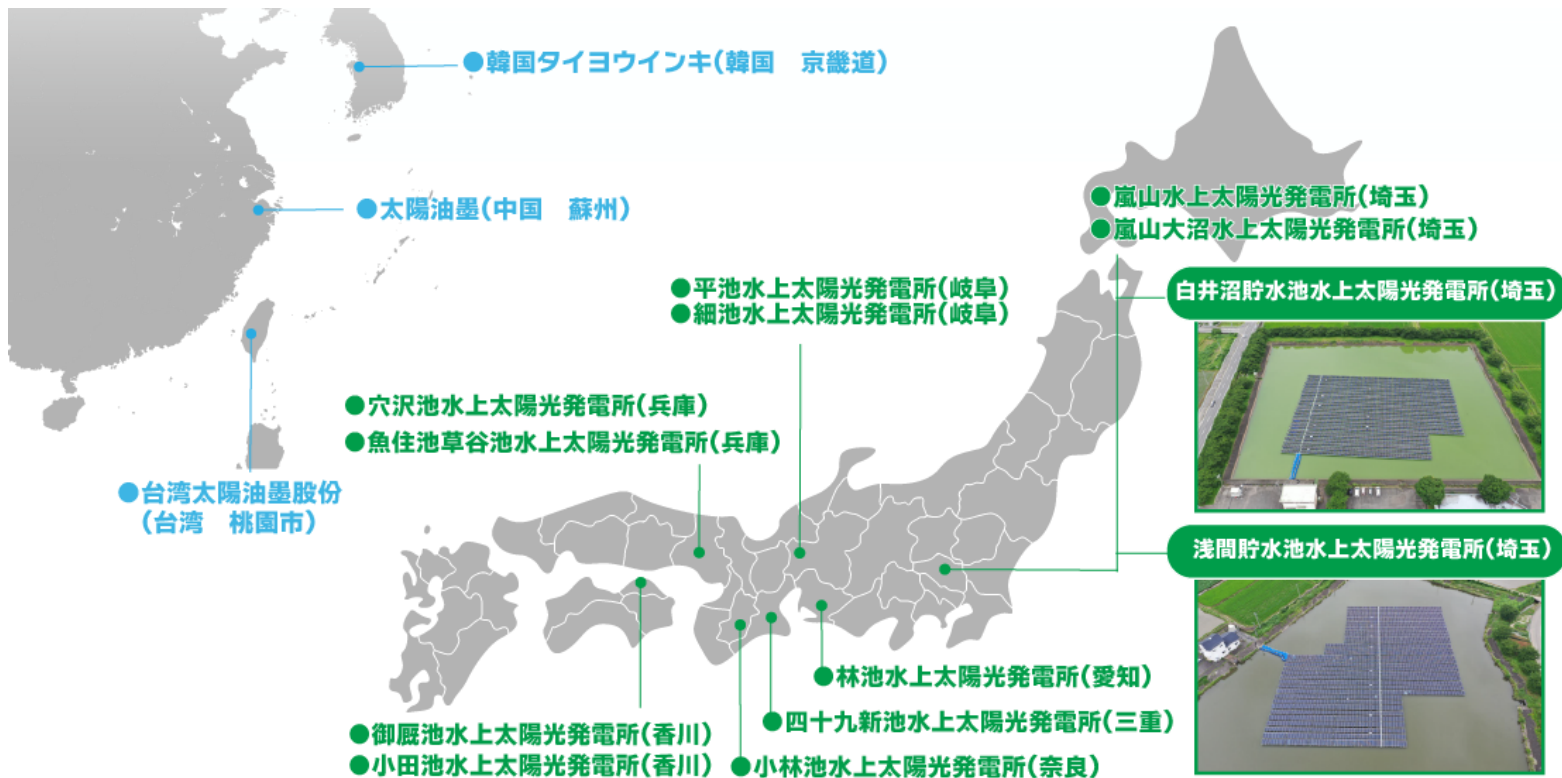 ●韓国タイヨウインキ(韓国　京畿道)
●太陽油墨(中国　蘇州)
●台湾太陽油墨股份
(台湾　桃園市)
●嵐山水上太陽光発電所(埼玉)
●嵐山大沼水上太陽光発電所(埼玉)
白井沼貯水池水上太陽光発電所(埼玉)
浅間貯水池水上太陽光発電所(埼玉)
●平池水上太陽光発電所(岐阜)
●細池水上太陽光発電所(岐阜)
●穴沢池水上太陽光発電所(兵庫)
●魚住池草谷池水上太陽光発電所(兵庫)
●林池水上太陽光発電所(愛知)
●四十九新池水上太陽光発電所(三重)
●小林池水上太陽光発電所(奈良)
●御厩池水上太陽光発電所(香川)
●小田池水上太陽光発電所(香川)